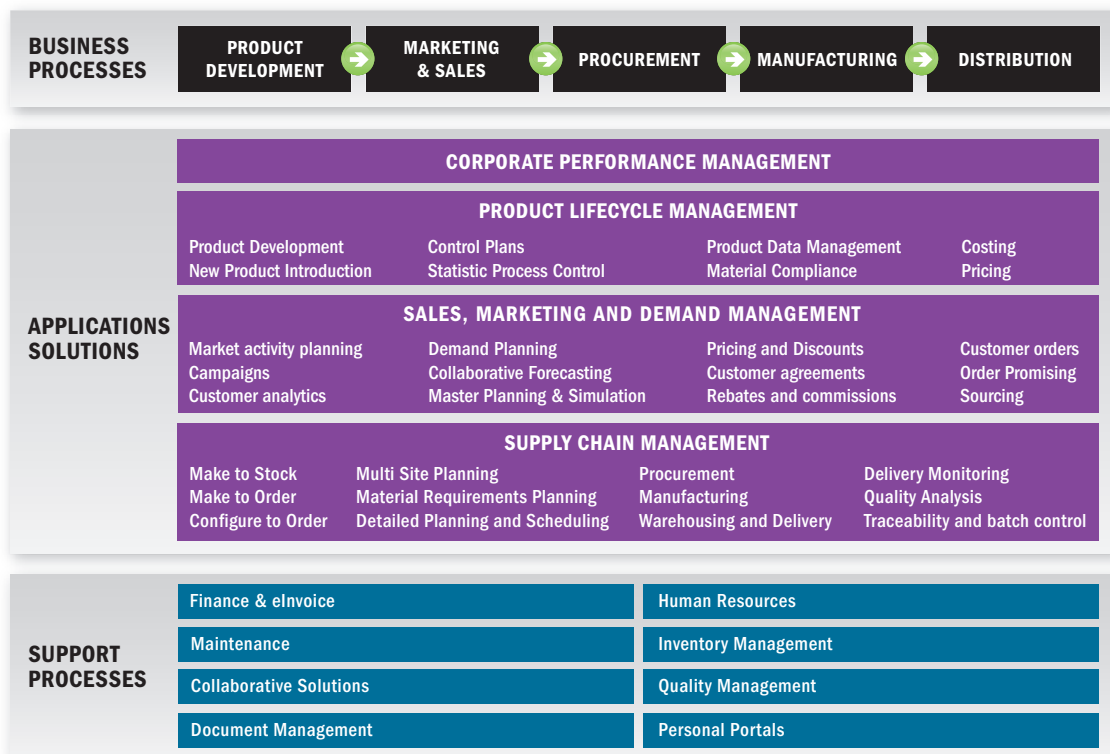 BUSINESS
PROCESSES
PRODUCT
DEVELOPMENT
MARKETING
& SALES
PROCUREMENT
MANUFACTURING
DISTRIBUTION
APPLICATIONS
SOLUTIONS
CORPORATE PERFORMANCE MANAGEMENT
PRODUCT LIFECYCLE MANAGEMENT
Product Development
New Product Introduction
Control Plans
Statistic Process Control
Product Data Management
Material Compliance
Costing
Pricing
SALES, MARKETING AND DEMAND MANAGEMENT
Market activity planning
Campaigns
Customer analytics
Demand Planning
Collaborative Forecasting
Master Planning & Simulation
Pricing and Discounts
Customer agreements
Rebates and commissions
Customer orders
Order Promising
Sourcing
SUPPLY CHAIN MANAGEMENT
Make to Stock
Make to Order
Configure to Order
Multi Site Planning
Material Requirements Planning
Detailed Planning and Scheduling
Procurement
Manufacturing
Warehousing and Delivery
Delivery Monitoring
Quality Analysis
Traceability and batch control
SUPPORT
PROCESSES
Finance & eInvoice
Human Resources
Maintenance
Inventory Management
Collaborative Solutions
Quality Management
Document Management
Personal Portals